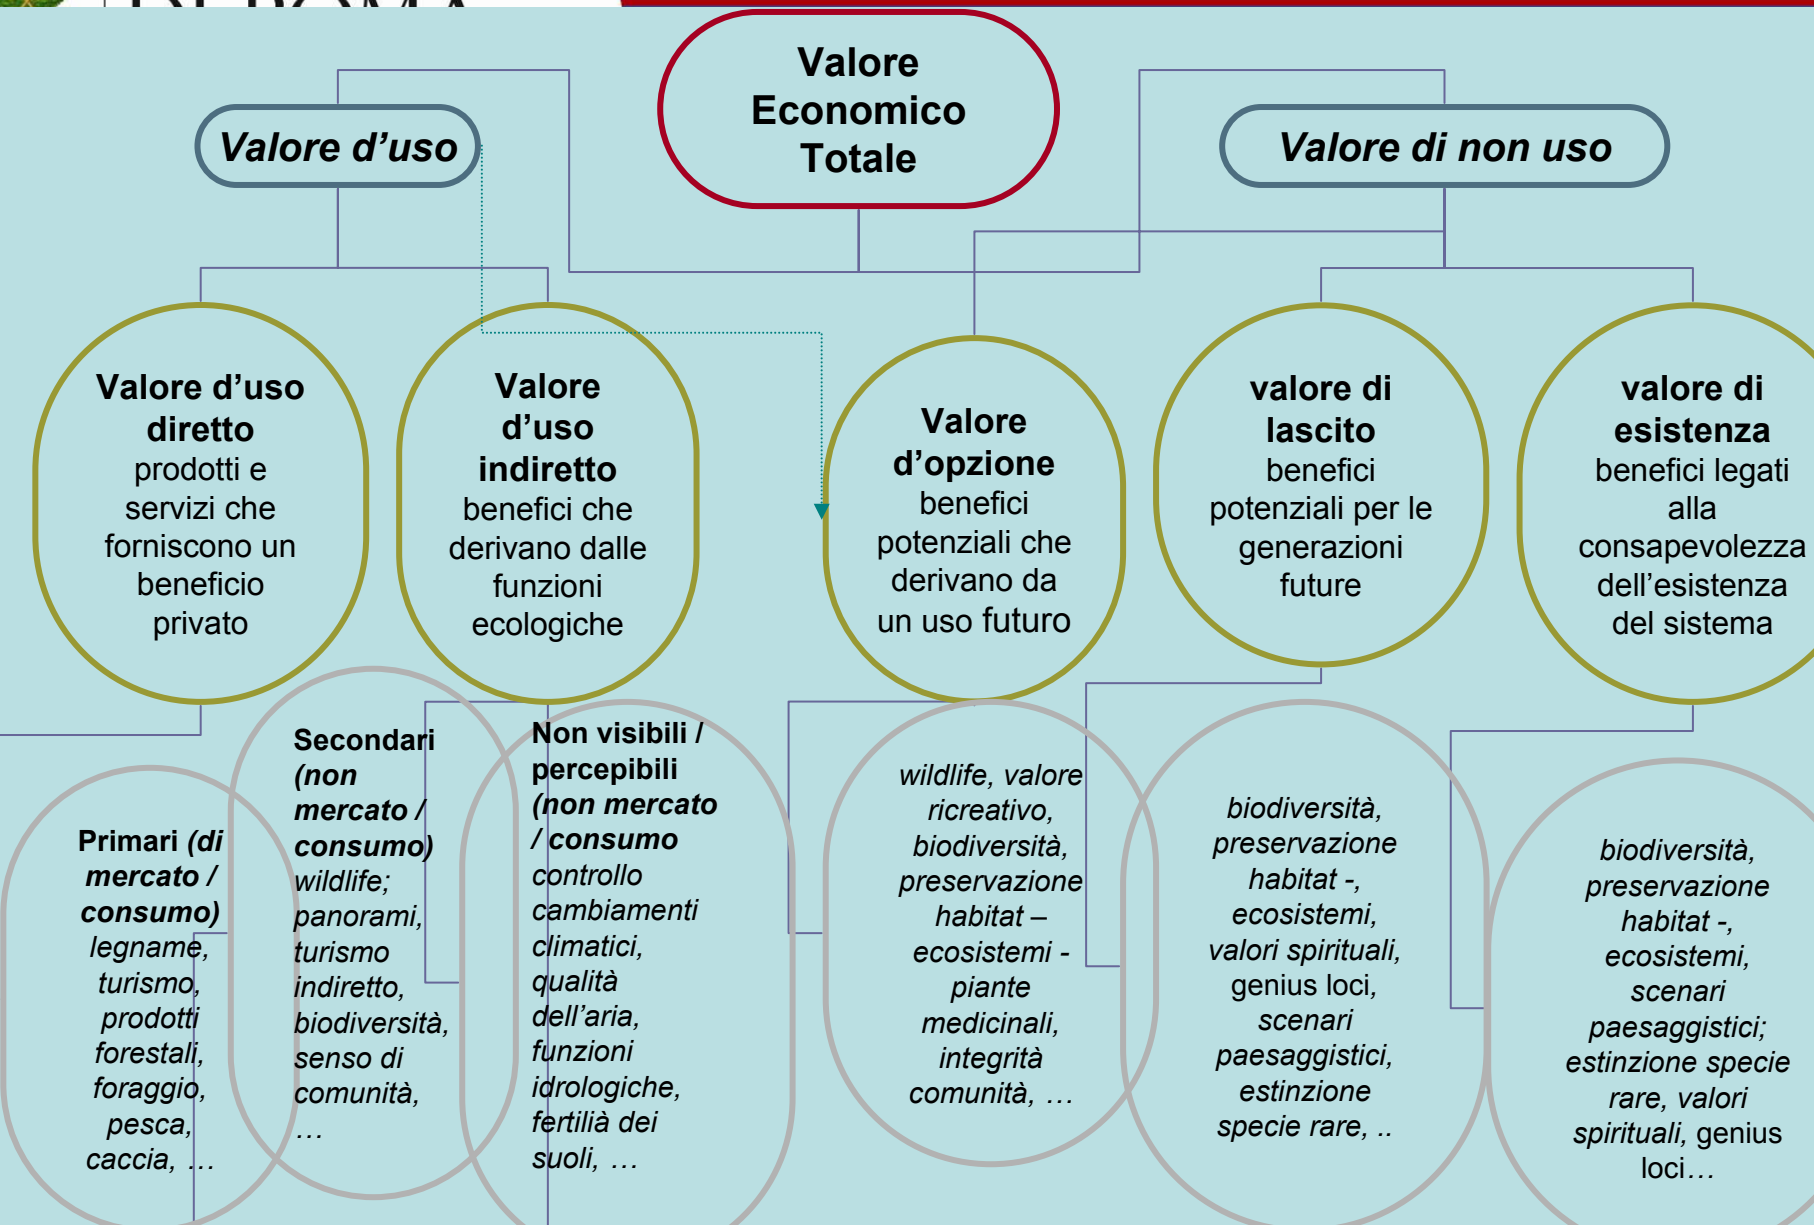 DI ROMA
Valore
Economico
Totale
Valore d’uso
Valore di non uso
Valore d’uso
diretto
prodotti e
servizi che
forniscono un
beneficio
privato
Valore
d’uso
indiretto
benefici che
derivano dalle
funzioni
ecologiche
Valore
d’opzione
benefici
potenziali che
derivano da
un uso futuro
valore di
lascito
benefici
potenziali per le
generazioni
future
valore di
esistenza
benefici legati
alla
consapevolezza
dell’esistenza
del sistema
Primari (di
mercato /
consumo)
legname,
turismo,
prodotti
forestali,
foraggio,
pesca,
caccia, …
Secondari
(non
mercato /
consumo)
wildlife;
panorami,
turismo
indiretto,
biodiversità,
senso di
comunità,
…
Non visibili /
percepibili
(non mercato
/ consumo
controllo
cambiamenti
climatici,
qualità
dell’aria,
funzioni
idrologiche,
fertilià dei
suoli, …
wildlife, valore
ricreativo,
biodiversità,
preservazione
habitat –
ecosistemi -
piante
medicinali,
integrità
comunità, …
biodiversità,
preservazione
habitat -,
ecosistemi,
valori spirituali,
genius loci,
scenari
paesaggistici,
estinzione
specie rare, ..
biodiversità,
preservazione
habitat -,
ecosistemi,
scenari
paesaggistici;
estinzione specie
rare, valori
spirituali, genius
loci…